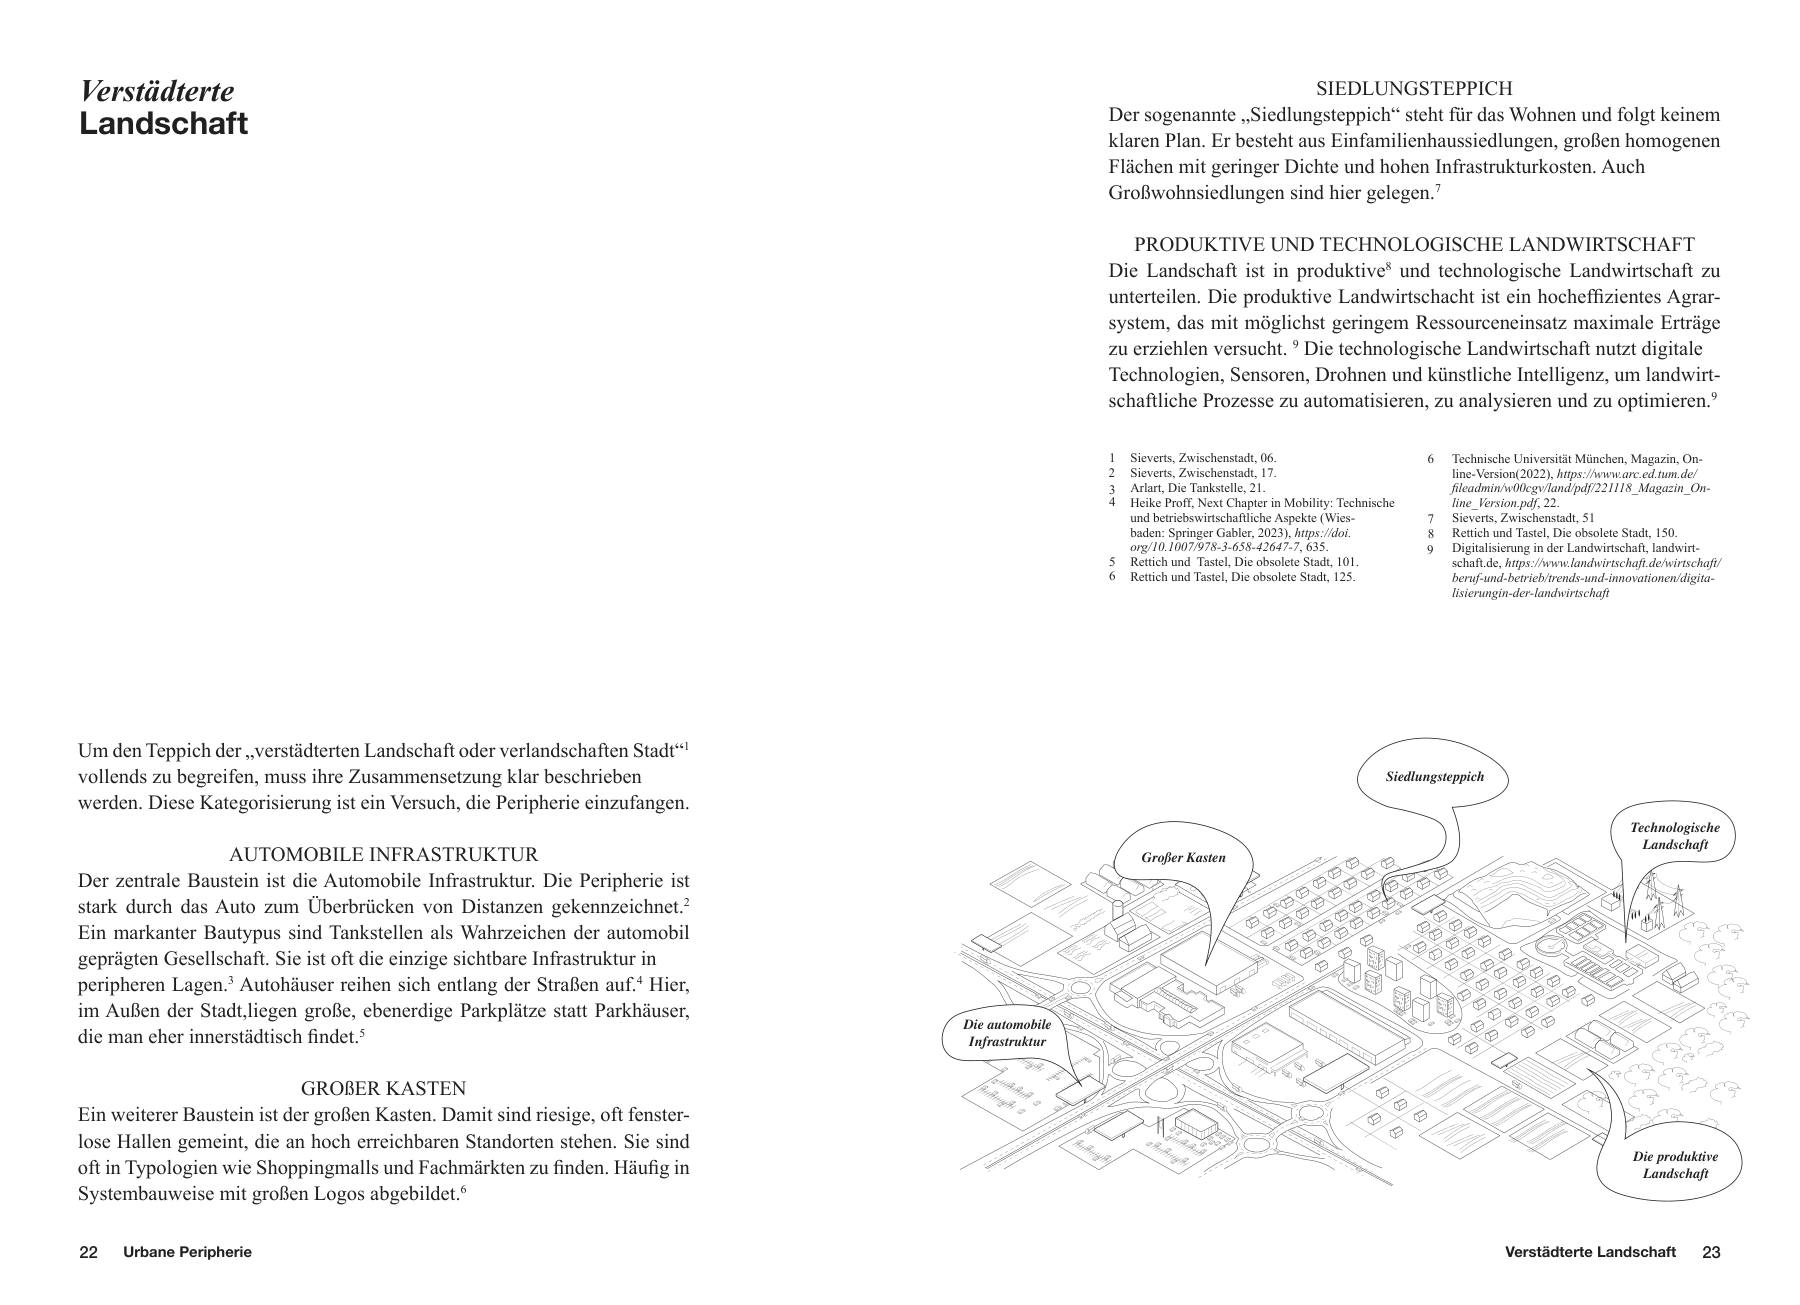 Verstädterte
Landschaft
Um den Teppich der „verstädterten Landschaft oder verlandschaften Stadt“1
vollends zu begreifen, muss ihre Zusammensetzung klar beschrieben
werden. Diese Kategorisierung ist ein Versuch, die Peripherie einzufangen.
AUTOMOBILE INFRASTRUKTUR
Der zentrale Baustein ist die Automobile Infrastruktur. Die Peripherie ist
stark durch das Auto zum Überbrücken von Distanzen gekennzeichnet.2
Ein markanter Bautypus sind Tankstellen als Wahrzeichen der automobil
geprägten Gesellschaft. Sie ist oft die einzige sichtbare Infrastruktur in
peripheren Lagen.3 Autohäuser reihen sich entlang der Straßen auf.4 Hier,
im Außen der Stadt,liegen große, ebenerdige Parkplätze statt Parkhäuser,
die man eher innerstädtisch findet.5
GROßER KASTEN
Ein weiterer Baustein ist der großen Kasten. Damit sind riesige, oft fenster-
lose Hallen gemeint, die an hoch erreichbaren Standorten stehen. Sie sind
oft in Typologien wie Shoppingmalls und Fachmärkten zu finden. Häufig in
Systembauweise mit großen Logos abgebildet.6
22 Urbane Peripherie
SIEDLUNGSTEPPICH
Der sogenannte „Siedlungsteppich“ steht für das Wohnen und folgt keinem
klaren Plan. Er besteht aus Einfamilienhaussiedlungen, großen homogenen
Flächen mit geringer Dichte und hohen Infrastrukturkosten. Auch
Großwohnsiedlungen sind hier gelegen.7
PRODUKTIVE UND TECHNOLOGISCHE LANDWIRTSCHAFT
Die Landschaft ist in produktive8 und technologische Landwirtschaft zu
unterteilen. Die produktive Landwirtschacht ist ein hocheffizientes Agrar-
system, das mit möglichst geringem Ressourceneinsatz maximale Erträge
zu erziehlen versucht. 9 Die technologische Landwirtschaft nutzt digitale
Technologien, Sensoren, Drohnen und künstliche Intelligenz, um landwirt-
schaftliche Prozesse zu automatisieren, zu analysieren und zu optimieren.9
1 Sieverts, Zwischenstadt, 06.
2 Sieverts, Zwischenstadt, 17.
3 Arlart, Die Tankstelle, 21.
4 Heike Proff, Next Chapter in Mobility: Technische
und betriebswirtschaftliche Aspekte (Wies-
baden: Springer Gabler, 2023), https://doi.
org/10.1007/978-3-658-42647-7, 635.
5 Rettich und Tastel, Die obsolete Stadt, 101.
6 Rettich und Tastel, Die obsolete Stadt, 125.
6 Technische Universität München, Magazin, On-
line-Version(2022), https://www.arc.ed.tum.de/
fileadmin/w00cgv/land/pdf/221118_Magazin_On-
line_Version.pdf, 22.
7 Sieverts, Zwischenstadt, 51
8 Rettich und Tastel, Die obsolete Stadt, 150.
9 Digitalisierung in der Landwirtschaft, landwirt-
schaft.de, https://www.landwirtschaft.de/wirtschaft/
beruf-und-betrieb/trends-und-innovationen/digita-
lisierungin-der-landwirtschaft
Siedlungsteppich
Technologische
Landschaft
Großer Kasten
Die automobile
Infrastruktur
Die produktive
Landschaft
Verstädterte Landschaft 23